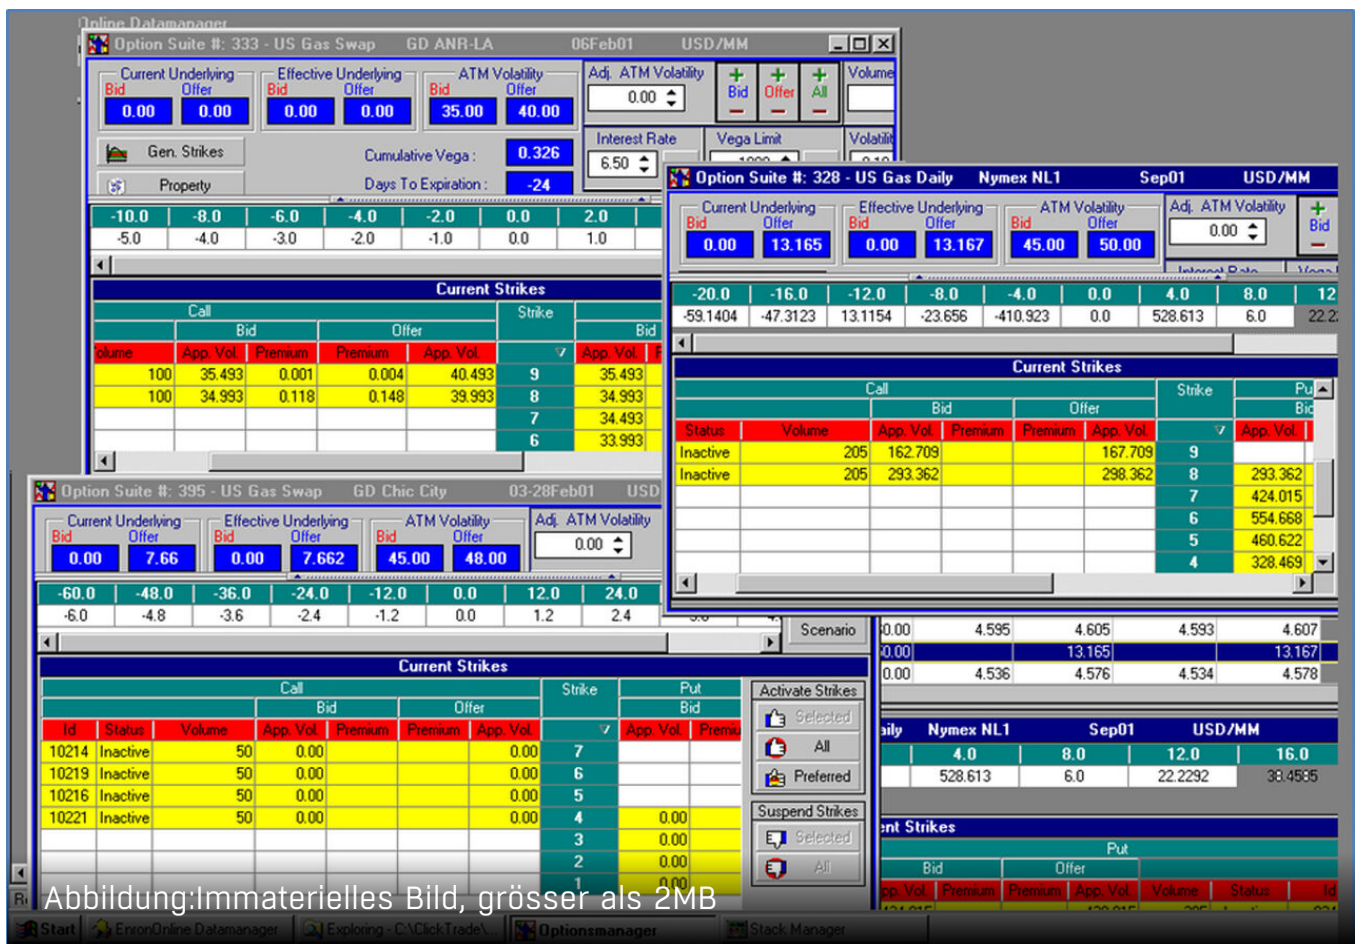 Online Datamanager
Option Suite #: 333 - US Gas Swap GD ANR-LA 06Feb01 USD/MM
Current Underlying Effective Underlying ATM Volatility Adj. ATM Volatility Volume
Bid Offer Bid Offer Bid Offer Bid Offer All
0.00 0.00 0.00 0.00 35.00 40.00 0.00
Interest Rate Vega Limit
Gen. Strikes Cumulative Vega : 0.326 6.50
Property Days To Expiration : -24
-10.0 -8.0 -6.0 -4.0 -2.0 0.0 2.0
-5.0 -4.0 -3.0 -2.0 -1.0 0.0 1.0
Current Strikes
Call Strike
Bid Offer Bid
App. Vol. Premium Premium App. Vol. App. Vol.
100 35.493 0.001 0.004 40.493 9 35.493
100 34.993 0.118 0.148 39.993 8 34.993
7 34.493
6 33.993
Option Suite #: 328 - US Gas Daily Nymex NL1 Sep01 USD/MM
Current Underlying Effective Underlying ATM Volatility Adj. ATM Volatility
Bid Offer Bid Offer Bid Offer Bid
0.00 13.165 0.00 13.167 45.00 50.00 0.00
-20.0 -16.0 -12.0 -8.0 -4.0 0.0 4.0 8.0 12
-59.1404 -47.3123 13.1154 -23.656 -410.923 0.0 528.613 6.0
Current Strikes
Call Strike
Bid Offer
Status Volume App. Vol. Premium Premium App. Vol. App. Vol.
Inactive 205 162.709 167.709 9
Inactive 205 293.362 298.362 8 293.362
7 424.015
6 554.668
5 460.622
4 328.469
Option Suite #: 395 - US Gas Swap GD Chic City 03-28Feb01 USD
Current Underlying Effective Underlying ATM Volatility Adj. ATM Volatility
Bid Offer Bid Offer Bid Offer
0.00 7.66 0.00 7.662 45.00 48.00 0.00
-60.0 -48.0 -36.0 -24.0 -12.0 0.0 12.0 24.0
-6.0 -4.8 -3.6 -2.4 -1.2 0.0 1.2 2.4
Scenario
Current Strikes
Call Strike Put
Bid Offer Bid
Id Status Volume App. Vol. Premium Premium App. Vol. App. Vol.
10214 Inactive 50 0.00 0.00 7
10219 Inactive 50 0.00 0.00 6
10216 Inactive 50 0.00 0.00 5
10221 Inactive 50 0.00 0.00 4 0.00
3 0.00
2 0.00
1 0.00
Activate Strikes
Selected
All
Preferred
Suspend Strikes
Selected
All
4.595 4.605 4.593 4.607
13.165 13.167
4.536 4.576 4.534 4.578
Nymex NL1 Sep01 USD/MM
4.0 8.0 12.0 16.0
528.613 6.0 22.2292 38.4585
Strikes
Put
Bid Offer
Premium Premium App. Vol. Volume Status Id
Abbildung:Immaterielles Bild, grösser als 2MB
Start EnronOnline Datamanager Exploring - C:\ClickTrade\... Optionsmanager Stack Manager